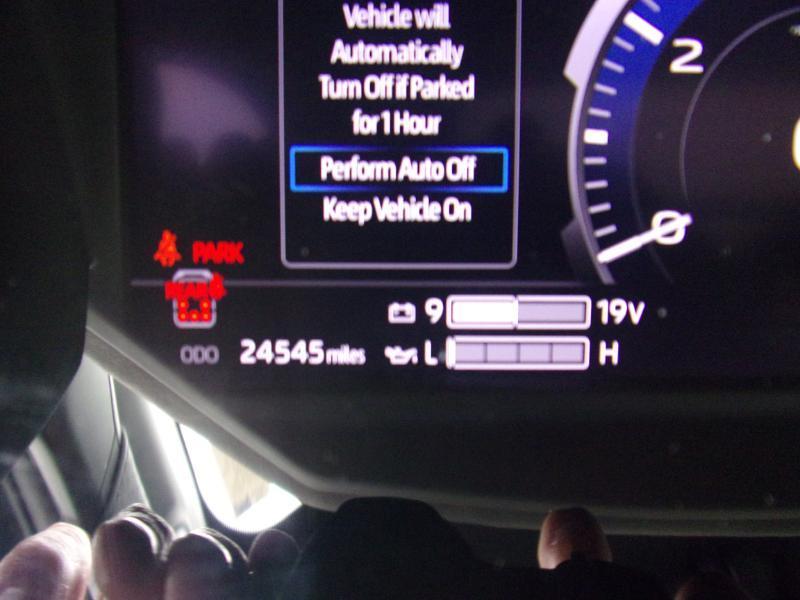 Vehicle will
Automatically
Turn Off if Parked
for 1 Hour
Perform Auto Off
Keep Vehicle On
2
0
PARK
REAR
9 19V
ODO 24545 miles L H